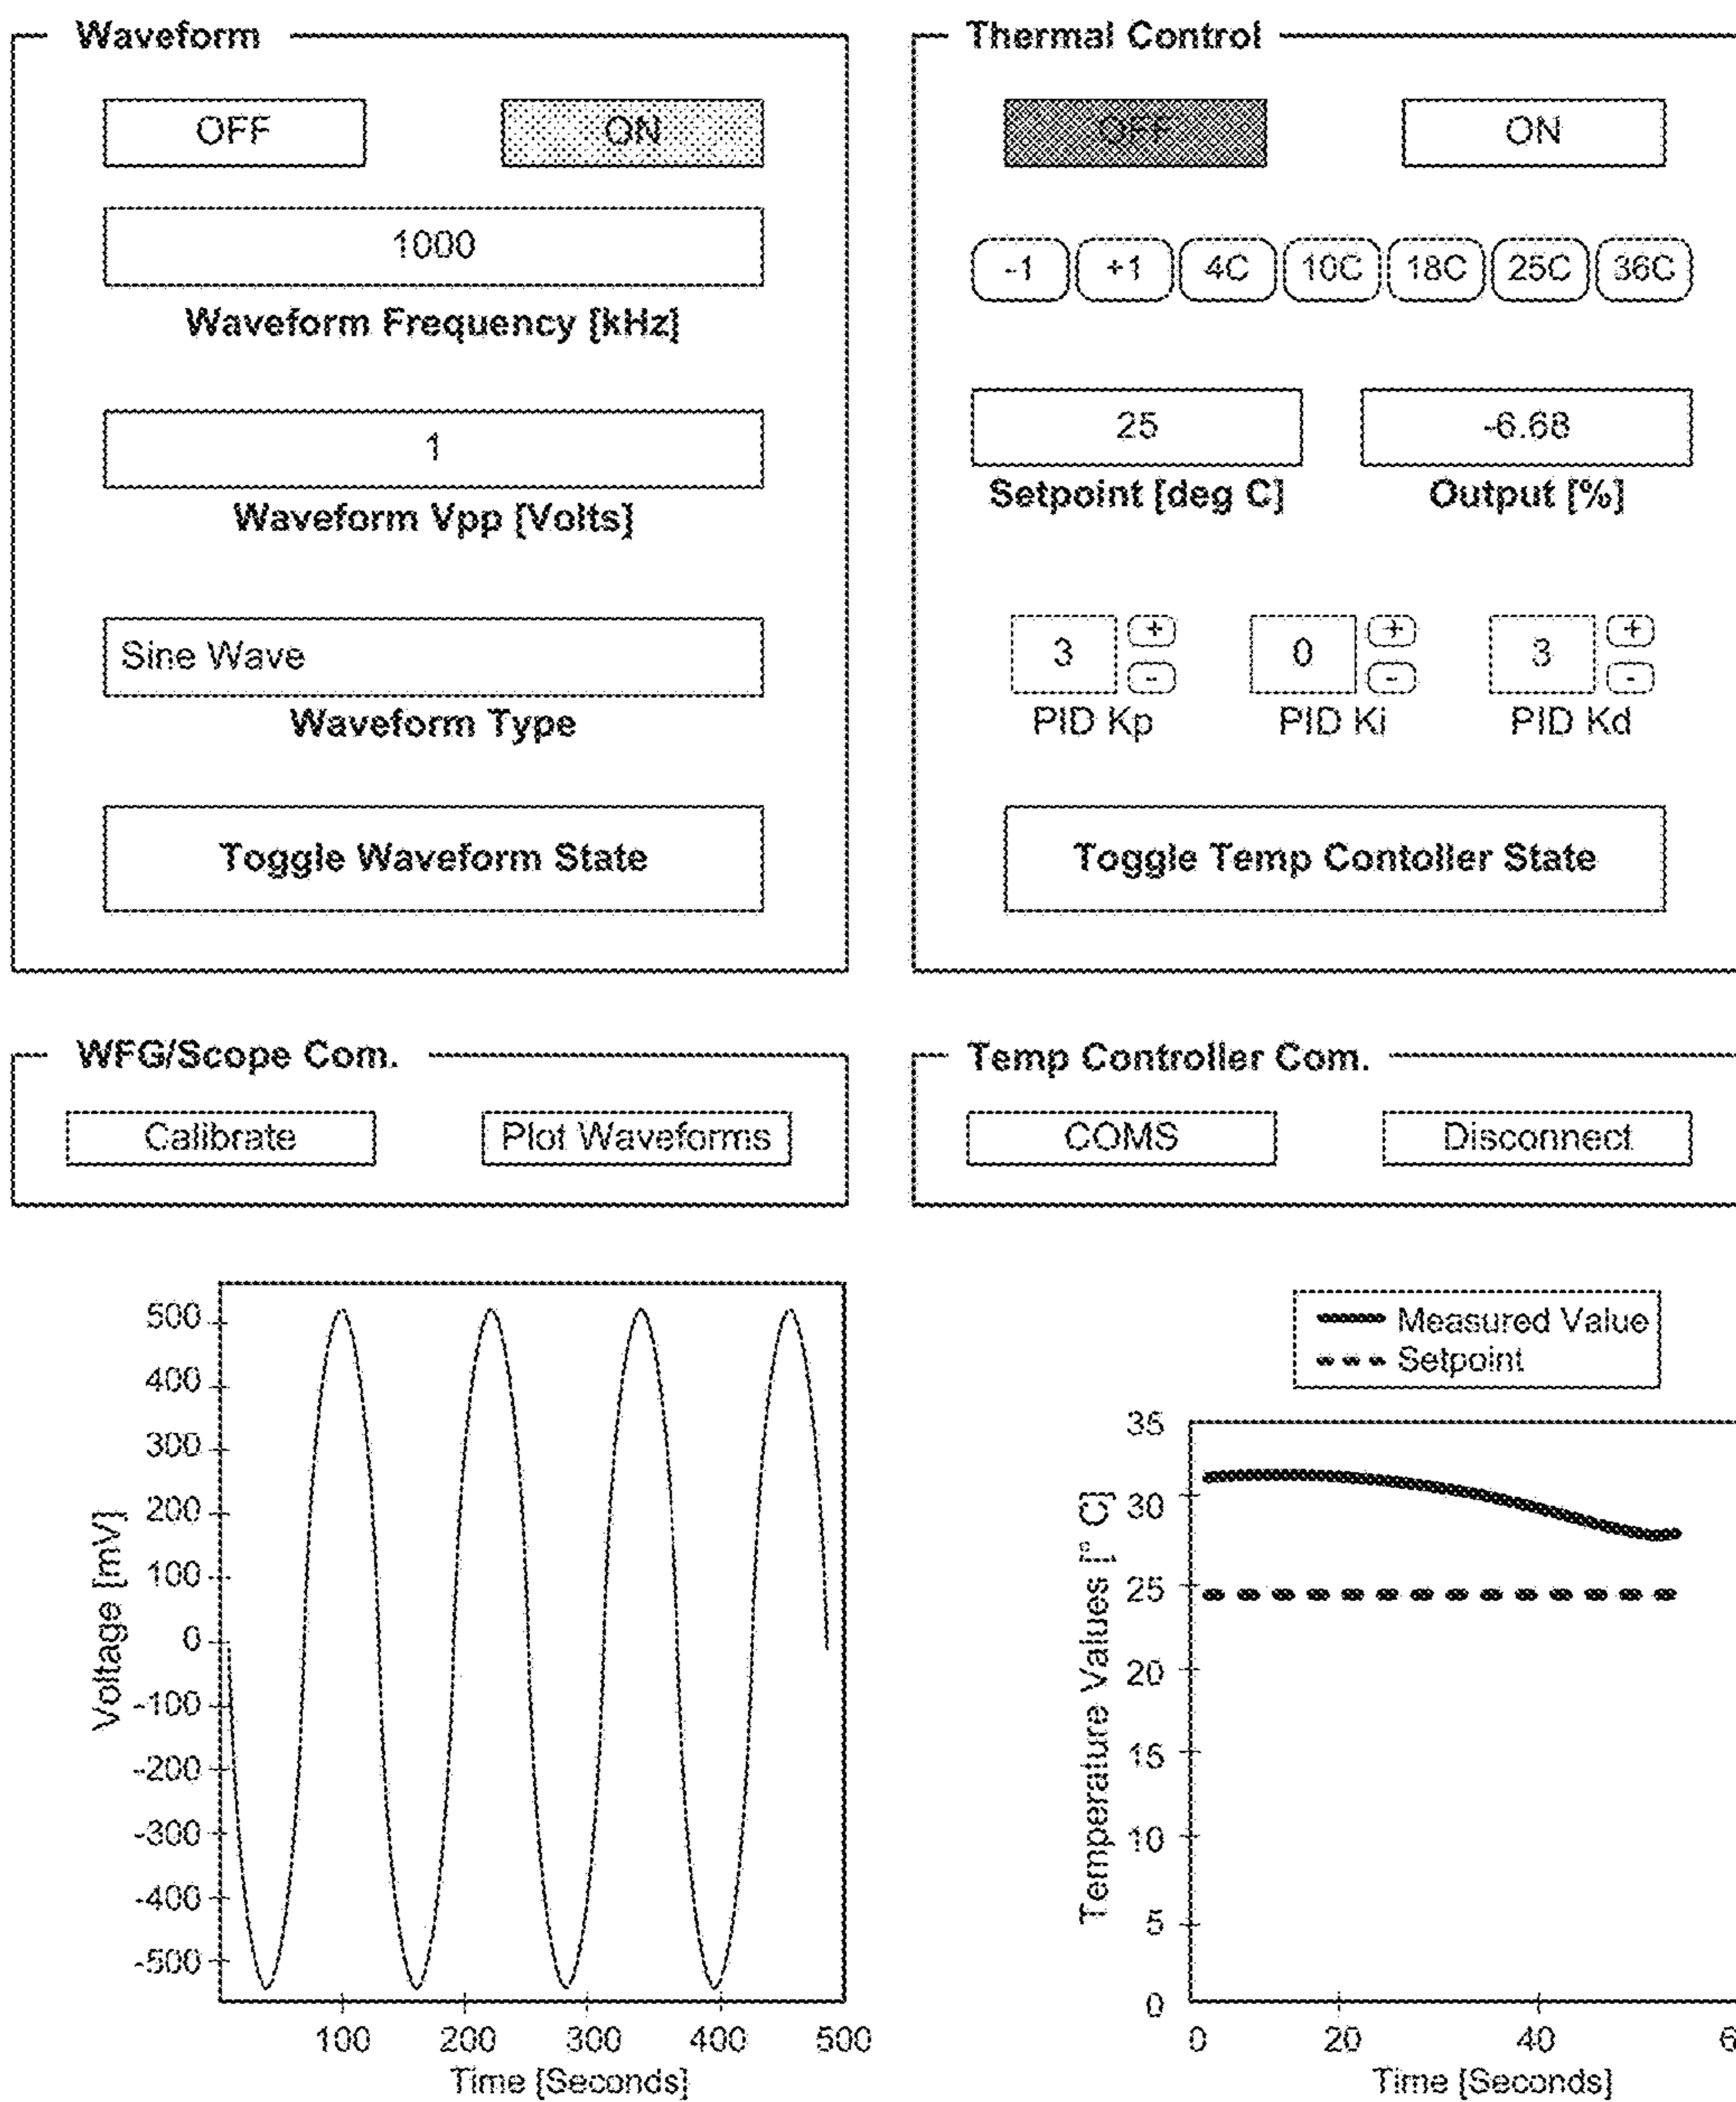 Waveform
OFF
ON
1000
Waveform Frequency [kHz]
1
Waveform Vpp [Volts]
Sine Wave
Waveform Type
Toggle Waveform State
Thermal Control
OFF
ON
-1
+1
4C
10C
18C
25C
36C
25
Setpoint [deg C]
-6.68
Output [%]
3
+
-
PID Kp
0
+
-
PID Ki
3
+
-
PID Kd
Toggle Temp Contoller State
WFG/Scope Com.
Calibrate
Plot Waveforms
Temp Controller Com.
COMS
Disconnect
500
400
300
200
100
0
-100
-200
-300
-400
-500
Voltage [mV]
100
200
300
400
500
Time [Seconds]
Measured Value
Setpoint
35
30
25
20
15
10
5
0
Temperature Values [° C]
0
20
40
Time [Seconds]